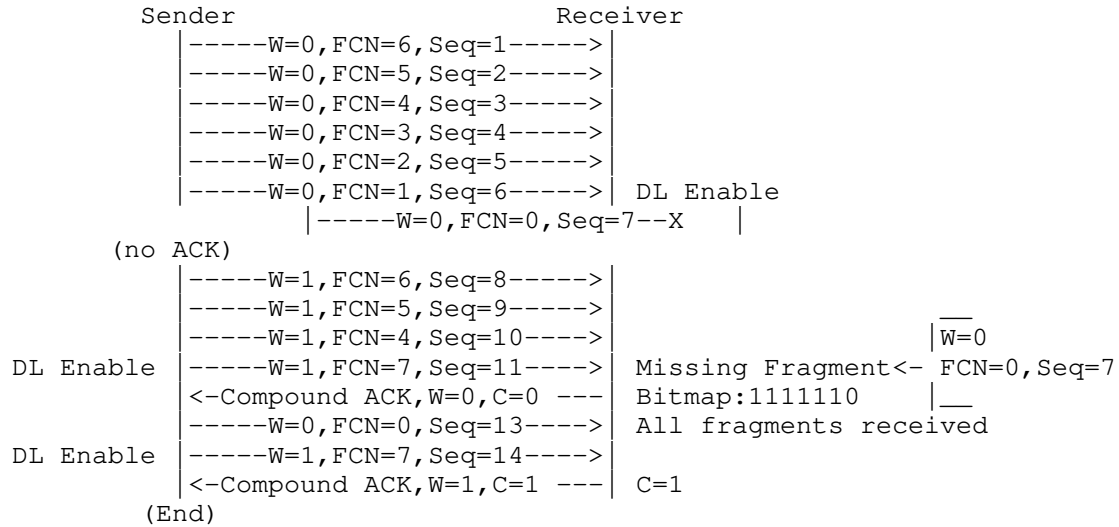 Sender                        Receiver
            |-----W=0,FCN=6,Seq=1----->|
            |-----W=0,FCN=5,Seq=2----->|
            |-----W=0,FCN=4,Seq=3----->|
            |-----W=0,FCN=3,Seq=4----->|
            |-----W=0,FCN=2,Seq=5----->|
            |-----W=0,FCN=1,Seq=6----->| DL Enable
                    |-----W=0,FCN=0,Seq=7--X   |
       (no ACK)
            |-----W=1,FCN=6,Seq=8----->|
            |-----W=1,FCN=5,Seq=9----->|                      __
            |-----W=1,FCN=4,Seq=10---->|                     |W=0
 DL Enable  |-----W=1,FCN=7,Seq=11---->| Missing Fragment<- FCN=0,Seq=7
            |<-Compound ACK,W=0,C=0 ---| Bitmap:1111110      |__
            |-----W=0,FCN=0,Seq=13---->| All fragments received
 DL Enable  |-----W=1,FCN=7,Seq=14---->|
            |<-Compound ACK,W=1,C=1 ---| C=1
          (End)